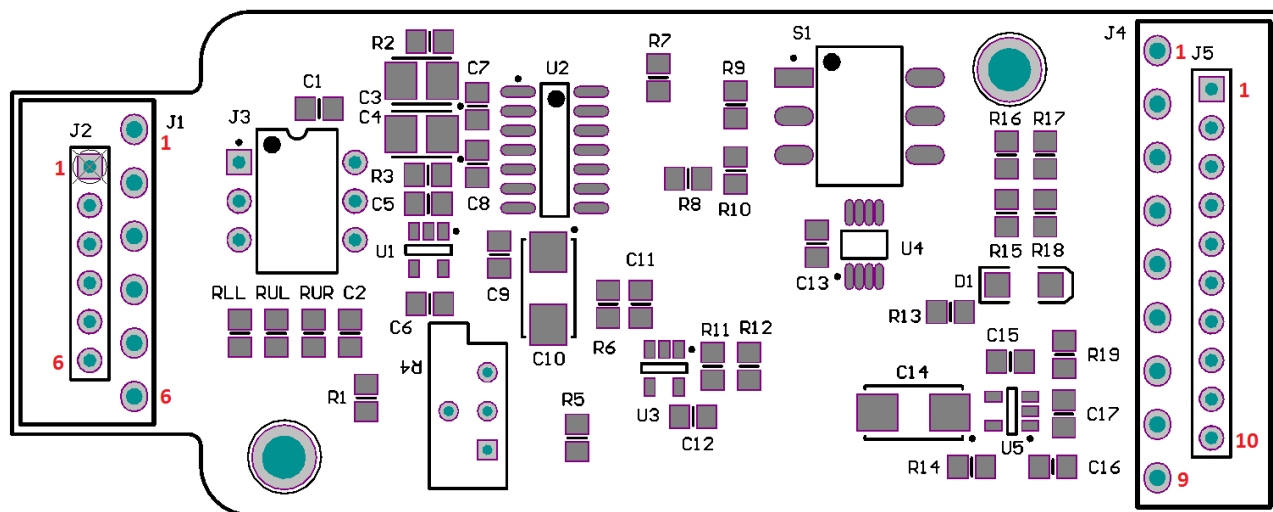 R2
R7
S1
J4
1
J5
C1
C7
U2
R9
1
J2
J1
J3
C3
C4
R16
R17
1
1
R3
R8
R10
C5
C8
U1
U4
R15
R18
C9
C11
C13
D1
RLL
RUL
RUR
C2
C6
R13
R6
R11
R12
C10
C15
R19
6
R4
C14
6
R1
R5
U3
C12
C17
U5
10
R14
C16
9